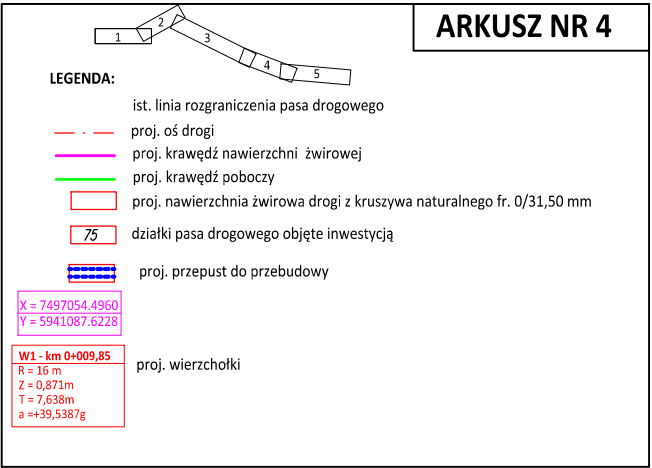 ARKUSZ NR 4
1
2
3
4
5
LEGENDA:
ist. linia rozgraniczenia pasa drogowego
proj. oś drogi
proj. krawędź nawierzchni żwirowej
proj. krawędź poboczy
proj. nawierzchnia żwirowa drogi z kruszywa naturalnego fr. 0/31,50 mm
75 działki pasa drogowego objęte inwestycją
proj. przepust do przebudowy
X = 7497054.4960
Y = 5941087.6228
W1 - km 0+009,85
R = 16 m
Z = 0,871m
T = 7,638m
a =+39,5387g
proj. wierzchołki